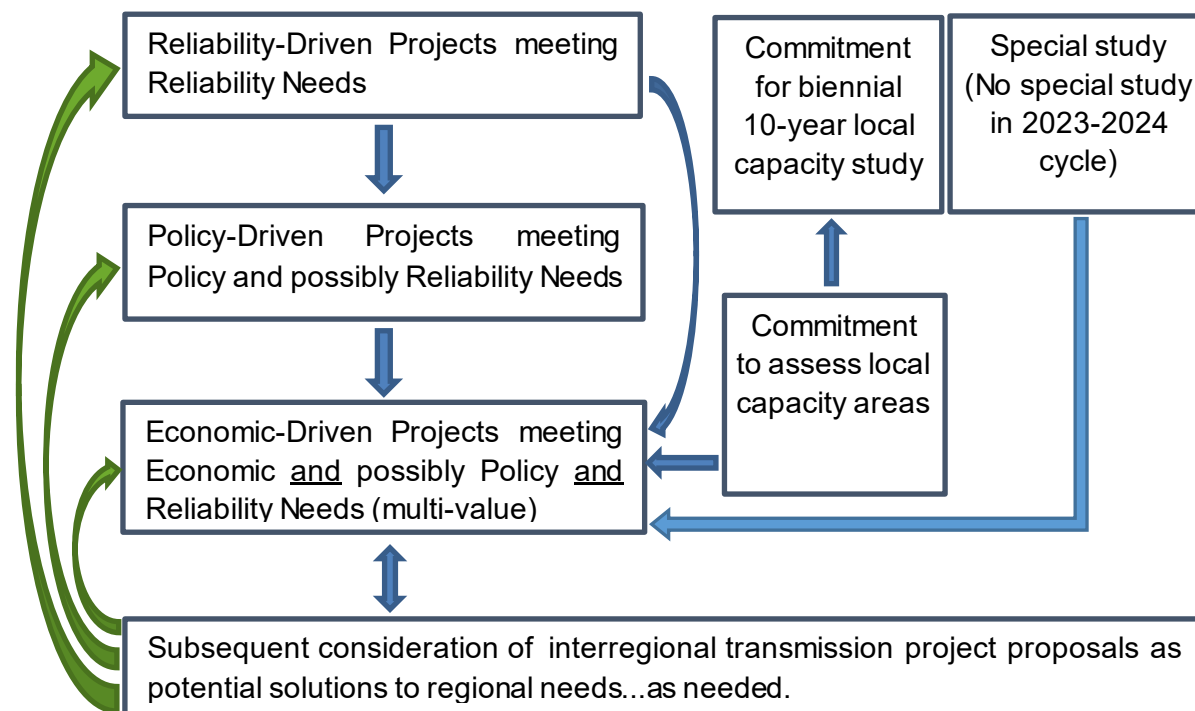 Reliability-Driven Projects meeting
Reliability Needs
Commitment
for biennial
10-year local
capacity study
Special study
(No special study
in 2023-2024
cycle)
Policy-Driven Projects meeting
Policy and possibly Reliability Needs
Commitment
to assess local
capacity areas
Economic-Driven Projects meeting
Economic and possibly Policy and
Reliability Needs (multi-value)
Subsequent consideration of interregional transmission project proposals as
potential solutions to regional needs...as needed.